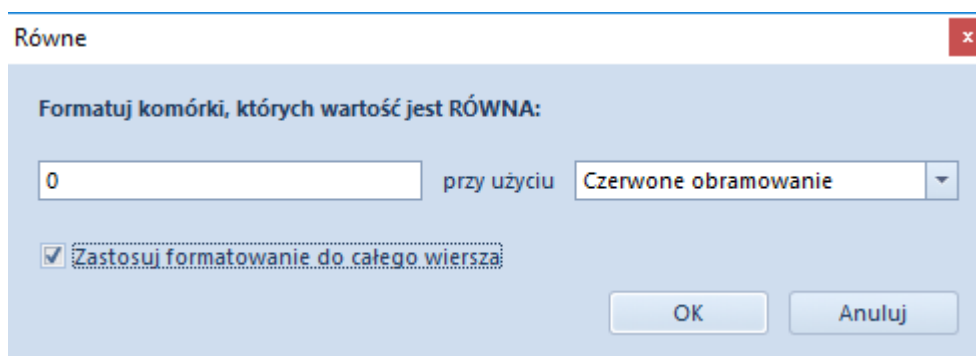 Równe
x
Formatuj komórki, których wartość jest RÓWNA:
0 przy użyciu Czerwone obramowanie
Zastosuj formatowanie do całego wiersza
OK Anuluj